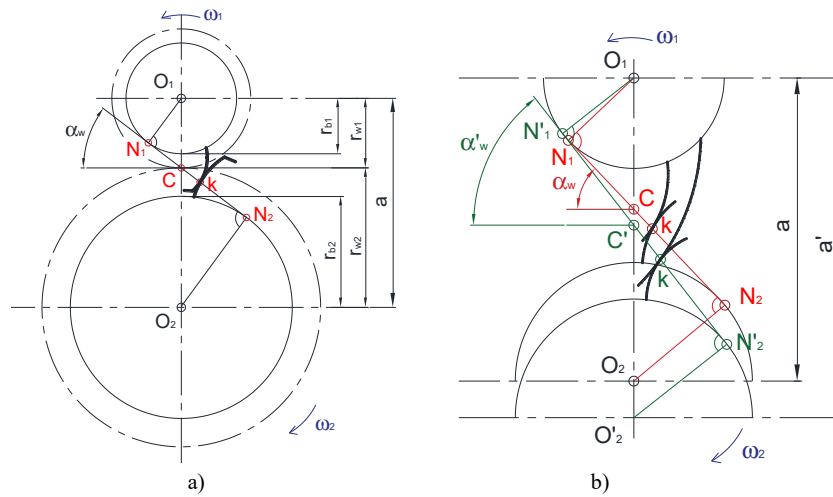 ω₁
O₁
αw
N₁
rb1
rw1
a
C
k
N₂
rb2
rw2
O₂
ω₂
a)
ω₁
O₁
N'₁
N₁
α'w
αw
C
C'
k
k
a
a'
N₂
N'₂
O₂
O'₂
ω₂
b)